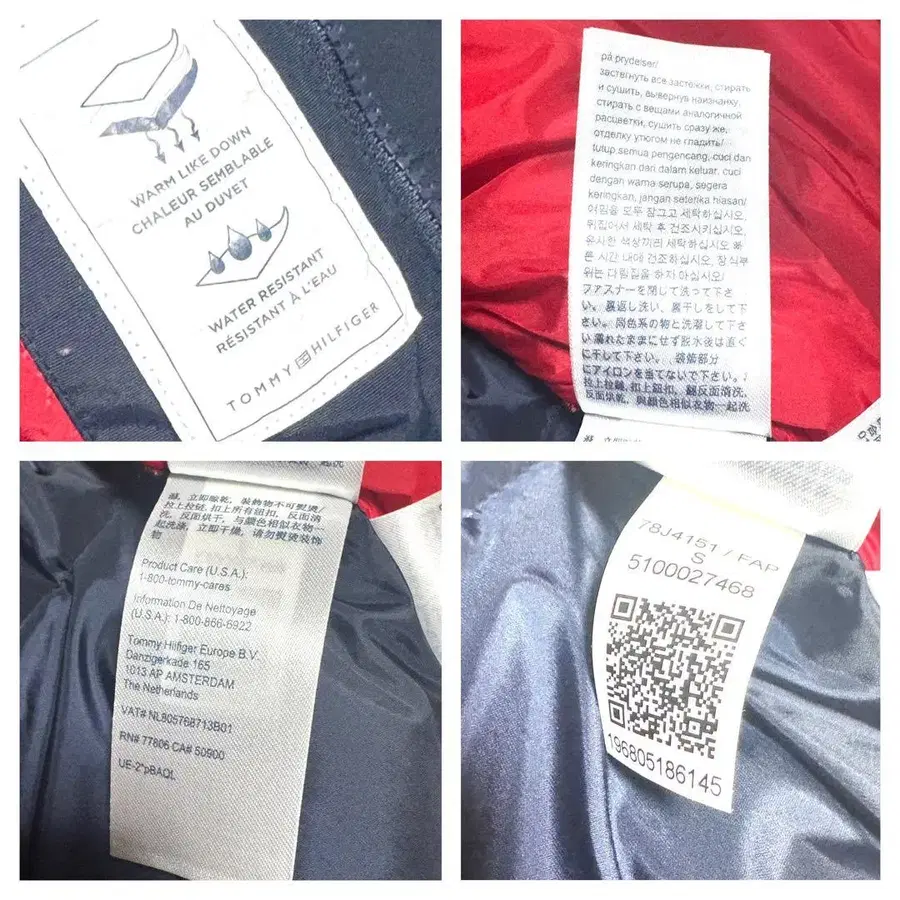 WARM LIKE DOWN
CHALEUR SEMBLABLE
AU DUVET
WATER RESISTANT
RÉSISTANT À L'EAU
TOMMY HILFIGER
på prydelser/
застегнуть все застежки, стирать
и сушить, вывернув наизнанку,
стирать с вещами аналогичной
расцветки, сушить сразу же,
отделку утюгом не гладить/
tutup semua pengencang, cuci dan
keringkan dari dalam keluar, cuci
dengan warna serupa, segera
keringkan, jangan seterika hiasan/
여밈을 모두 잠그고 세탁하십시오,
뒤집어서 세탁 후 건조시키십시오,
유사한 색상끼리 세탁하십시오 빠
른 시간 내에 건조하십시오, 장식부
위는 다림질을 하지 마십시오/
ファスナーを閉じて洗って下さ
い。裏返し洗い、裏干しをして下
さい。同色系の物と洗濯して下さ
い 濡れたままにせず脱水後は直ぐ
に干して下さい。装飾部分
にアイロンを当てないで下さい。/
拉上拉鏈, 扣上鈕扣, 翻反面清洗,
反面烘乾, 與顏色相似衣物一起洗
滌, 立即晾乾, 裝飾物不可熨燙/
拉上拉链, 扣上所有纽扣, 反面清
洗, 反面烘干, 与颜色相似衣物一
起洗涤, 立即干燥, 请勿熨烫装饰
物
Product Care (U.S.A.):
1-800-tommy-cares
Information De Nettoyage
(U.S.A.): 1-800-866-6922
Tommy Hilfiger Europe B.V.
Danzigerkade 165
1013 AP AMSTERDAM
The Netherlands
VAT# NL805768713B01
RN# 77806 CA# 50900
UE-2*pBAQL
78J4151 / FAP
S
5100027468
196805186145